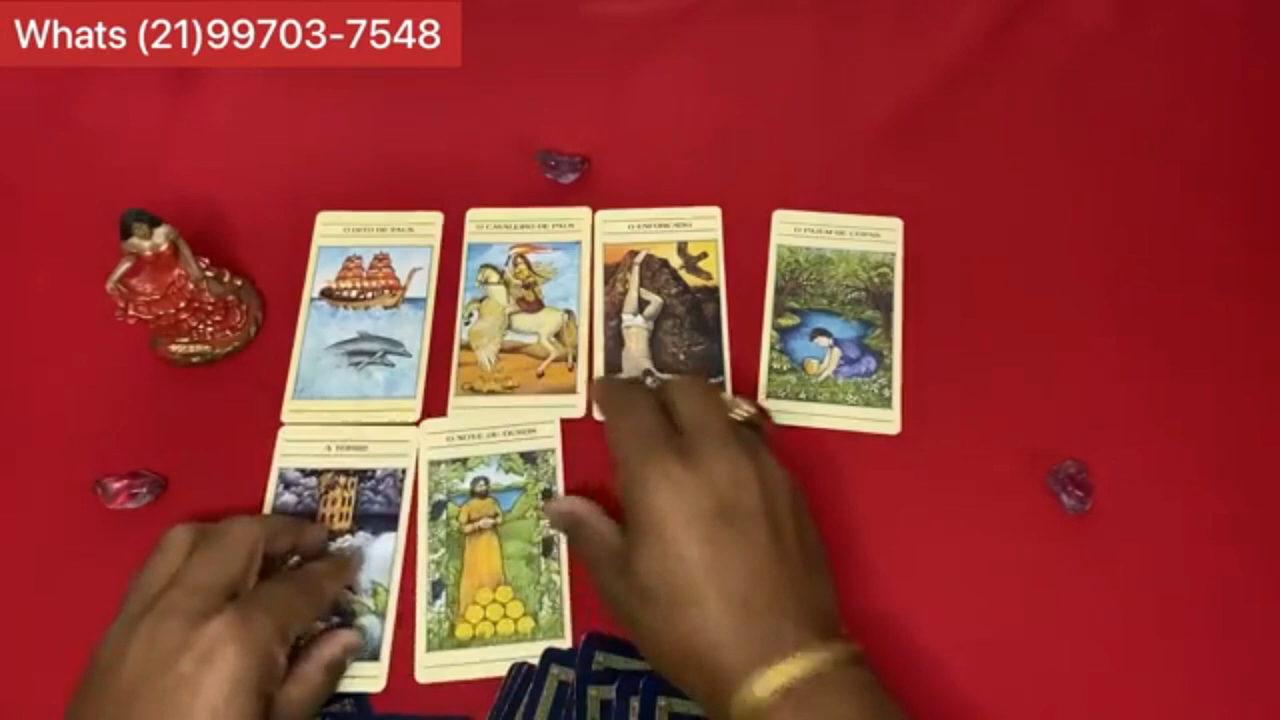 Whats (21)99703-7548
O OITO DE PAUS
O CAVALEIRO DE PAUS
O ENFORCADO
O PAJEM DE COPAS
A TORRE
O NOVE DE OUROS